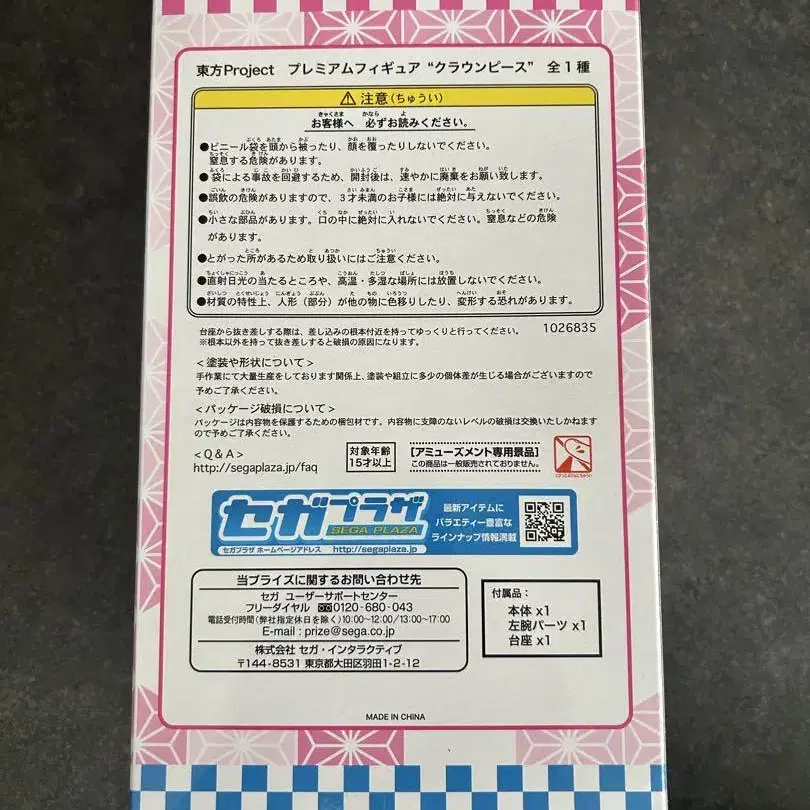 東方Project プレミアムフィギュア “クラウンピース” 全1種
⚠注意(ちゅうい)
お客様へ 必ずお読みください。
●ビニール袋を頭から被ったり、顔を覆ったりしないでください。
窒息する危険があります。
●袋による事故を回避するため、開封後は、速やかに廃棄をお願い致します。
●誤飲の危険がありますので、3才未満のお子様には絶対に与えないでください。
●小さな部品があります。口の中に絶対に入れないでください。窒息などの危険
があります。
●とがった所があるため取り扱いにはご注意ください。
●直射日光の当たるところや、高温・多湿な場所には放置しないでください。
●材質の特性上、人形(部分)が他の物に色移りしたり、変形する恐れがあります。
台座から抜き差しする際は、差し込みの根本付近を持ってゆっくりと行ってください。 1026835
※根本以外を持って抜き差しすると破損の原因になります。
<塗装や形状について>
手作業にて大量生産をしております関係上、塗装や組立に多少の個体差が生じる場合がございますので
予めご了承ください。
<パッケージ破損について>
パッケージは内容物を保護するための梱包材です。内容物に支障のないレベルの破損は交換いたしかねます
ので予めご了承ください。
<Q&A>
http://segaplaza.jp/faq
対象年齢
15才以上
【アミューズメント専用景品】
この商品は一般販売されておりません。
セガプラザ
SEGA PLAZA
セガプラザ ホームページアドレス http://segaplaza.jp
最新アイテムに
バラエティー豊富な
ラインナップ情報満載
当プライズに関するお問い合わせ先
セガ ユーザーサポートセンター
フリーダイヤル 0120-680-043
電話受付時間(弊社指定休日を除く)10:00~12:00/13:00~17:00
E-mail : prize@sega.co.jp
株式会社 セガ・インタラクティブ
〒144-8531 東京都大田区羽田1-2-12
付属品:
本体 x1
左腕パーツ x1
台座 x1
MADE IN CHINA